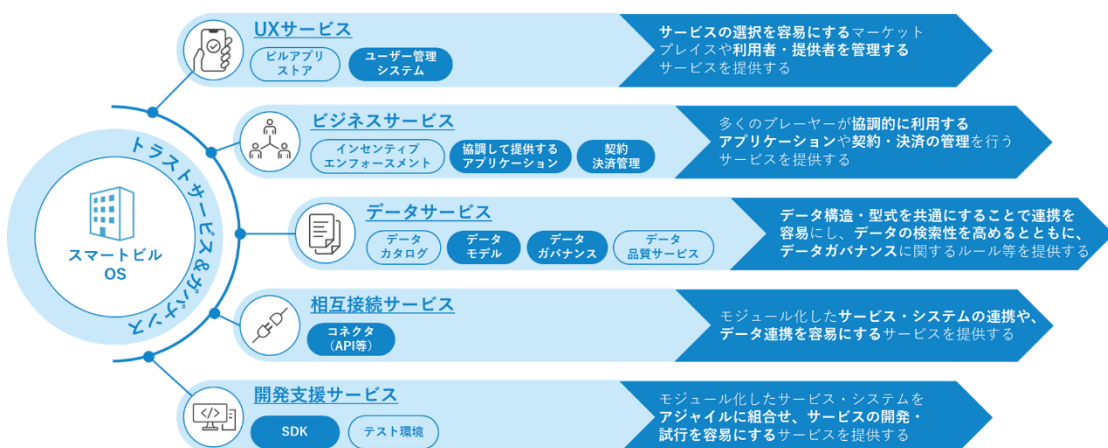 UXサービス
ビルアプリ
ストア
ユーザー管理
システム
サービスの選択を容易にするマーケット
プレイスや利用者・提供者を管理する
サービスを提供する
ビジネスサービス
インセンティブ
エンフォースメント
協調して提供する
アプリケーション
契約
決済管理
多くのプレーヤーが協調的に利用する
アプリケーションや契約・決済の管理を行う
サービスを提供する
トラストサービス&ガバナンス
スマートビル
OS
データサービス
データ
カタログ
データ
モデル
データ
ガバナンス
データ
品質サービス
データ構造・型式を共通にすることで連携を
容易にし、データの検索性を高めるとともに、
データガバナンスに関するルール等を提供する
相互接続サービス
コネクタ
（API等）
モジュール化したサービス・システムの連携や、
データ連携を容易にするサービスを提供する
開発支援サービス
SDK
テスト環境
モジュール化したサービス・システムを
アジャイルに組合せ、サービスの開発・
試行を容易にするサービスを提供する